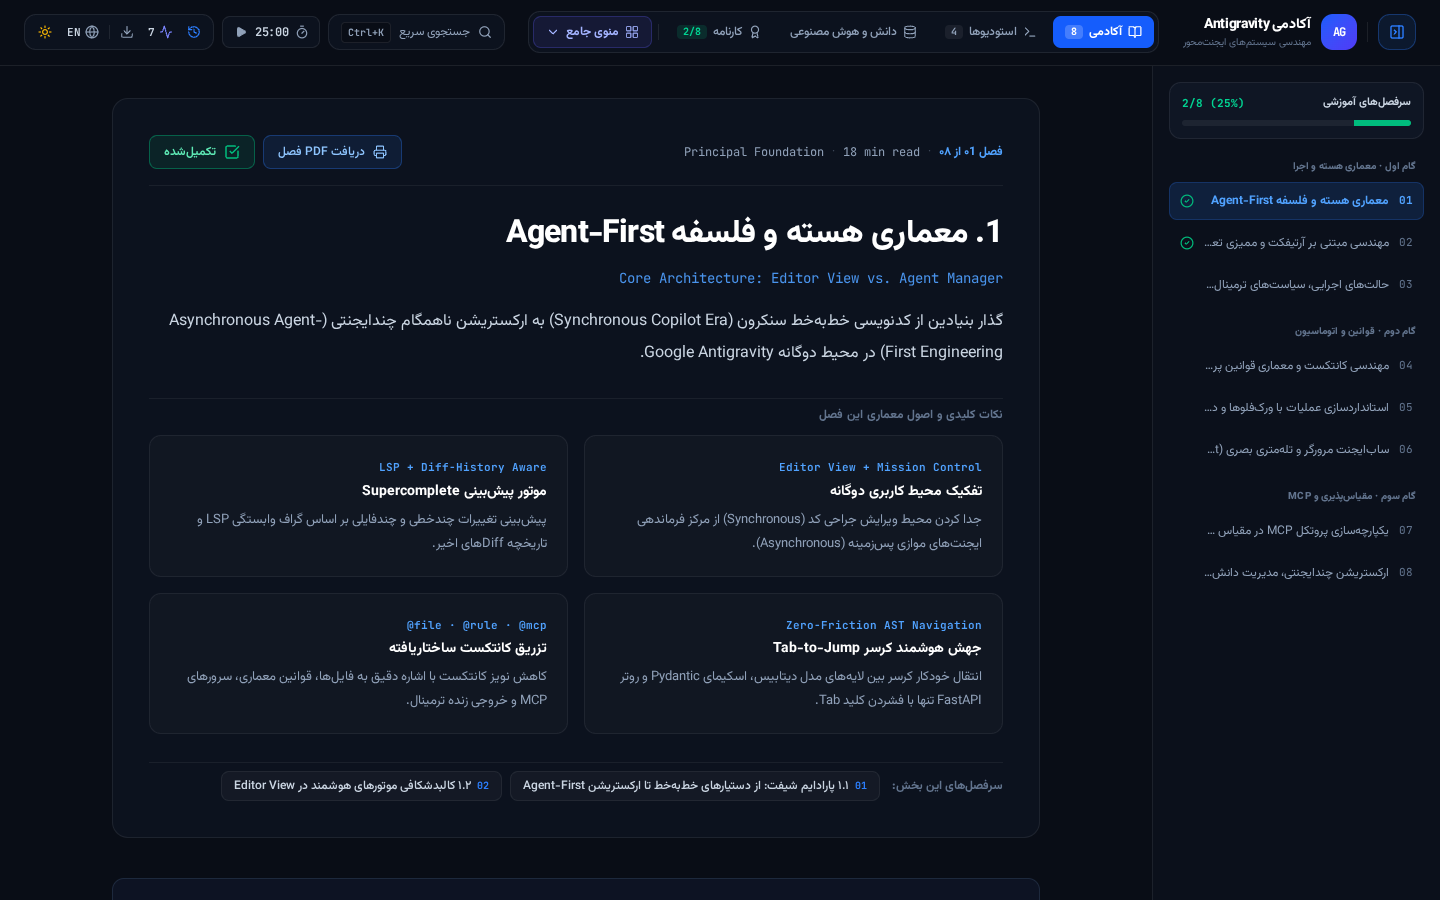 AG
آکادمی Antigravity
مهندسی سیستم‌های ایجنت‌محور
آکادمی 8
استودیوها 4
دانش و هوش مصنوعی
کارنامه 2/8
منوی جامع
جستجوی سریع Ctrl+K
25:00
7
EN
سرفصل‌های آموزشی 2/8 (25%)
گام اول · معماری هسته و اجرا
01 معماری هسته و فلسفه Agent-First
02 مهندسی مبتنی بر آرتیفکت و ممیزی تعـ...
03 حالت‌های اجرایی، سیاست‌های ترمینال...
گام دوم · قوانین و اتوماسیون
04 مهندسی کانتکست و معماری قوانین پر...
05 استانداردسازی عملیات با ورک‌فلوها و د...
06 ساب‌ایجنت مرورگر و تله‌متری بصری (t...
گام سوم · مقیاس‌پذیری و MCP
07 یکپارچه‌سازی پروتکل MCP در مقیاس ...
08 ارکستریشن چندایجنتی، مدیریت دانش...
فصل 01 از ۰۸ · 18 min read · Principal Foundation
دریافت PDF فصل
تکمیل‌شده
1. معماری هسته و فلسفه Agent-First
Core Architecture: Editor View vs. Agent Manager
گذار بنیادین از کدنویسی خط‌به‌خط سنکرون (Synchronous Copilot Era) به ارکستریشن ناهمگام چندایجنتی (Asynchronous Agent-
First Engineering) در محیط دوگانه Google Antigravity.
نکات کلیدی و اصول معماری این فصل
Editor View + Mission Control
تفکیک محیط کاربری دوگانه
جدا کردن محیط ویرایش جراحی کد (Synchronous) از مرکز فرماندهی
ایجنت‌های موازی پس‌زمینه (Asynchronous).
LSP + Diff-History Aware
موتور پیش‌بینی Supercomplete
پیش‌بینی تغییرات چندخطی و چندفایلی بر اساس گراف وابستگی LSP و
تاریخچه Diffهای اخیر.
Zero-Friction AST Navigation
جهش هوشمند کرسر Tab-to-Jump
انتقال خودکار کرسر بین لایه‌های مدل دیتابیس، اسکیمای Pydantic و روتر
FastAPI تنها با فشردن کلید Tab.
@file · @rule · @mcp
تزریق کانتکست ساختاریافته
کاهش نویز کانتکست با اشاره دقیق به فایل‌ها، قوانین معماری، سرورهای
MCP و خروجی زنده ترمینال.
سرفصل‌های این بخش:
01 ۱.۱ پارادایم شیفت: از دستیارهای خط‌به‌خط تا ارکستریشن Agent-First
02 ۱.۲ کالبدشکافی موتورهای هوشمند در Editor View